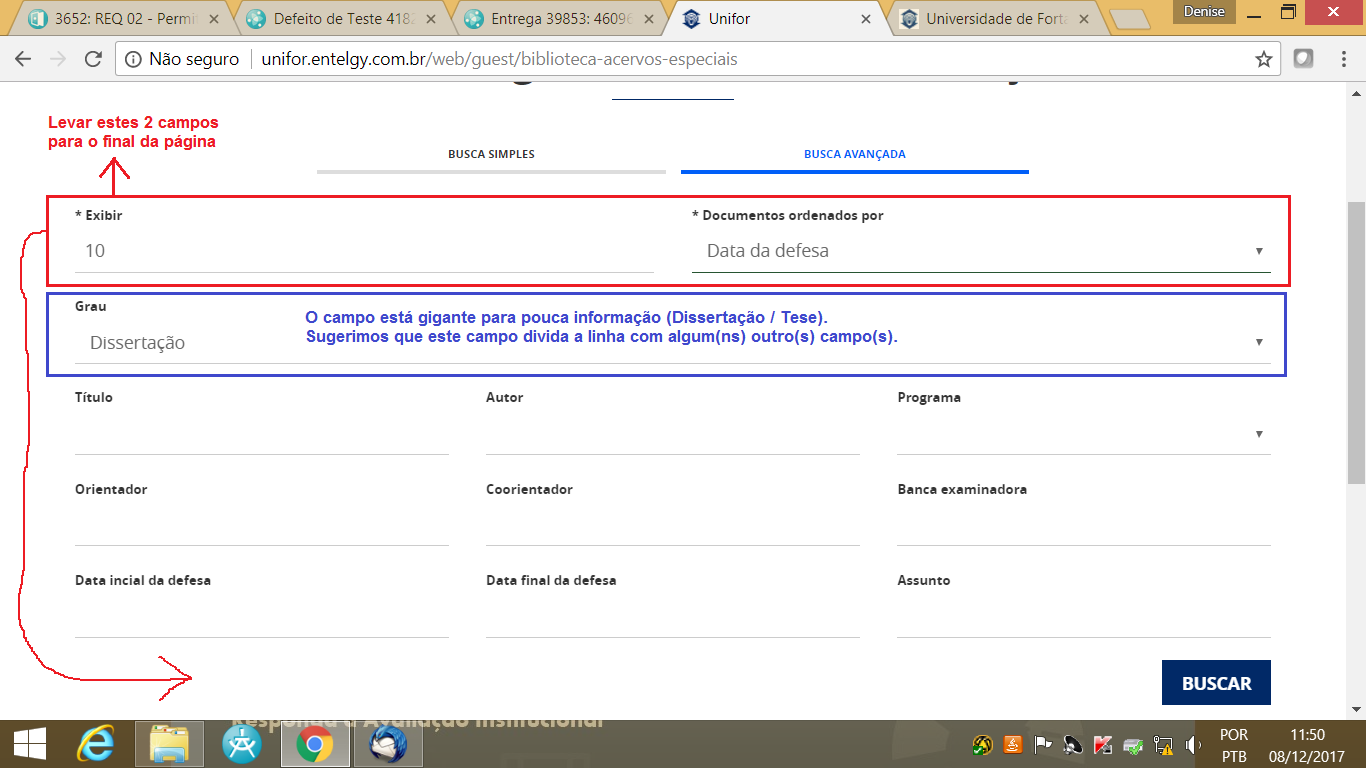 3652: REQ 02 - Permi
Defeito de Teste 4182
Entrega 39853: 46096
Unifor
Universidade de Forta
Denise
Não seguro
unifor.entelgy.com.br/web/guest/biblioteca-acervos-especiais
Levar estes 2 campos
para o final da página
BUSCA SIMPLES
BUSCA AVANÇADA
* Exibir
* Documentos ordenados por
10
Data da defesa
Grau
O campo está gigante para pouca informação (Dissertação / Tese).
Sugerimos que este campo divida a linha com algum(ns) outro(s) campo(s).
Dissertação
Título
Autor
Programa
Orientador
Coorientador
Banca examinadora
Data incial da defesa
Data final da defesa
Assunto
BUSCAR
Responda a Avaliação Institucional
POR
11:50
PTB
08/12/2017